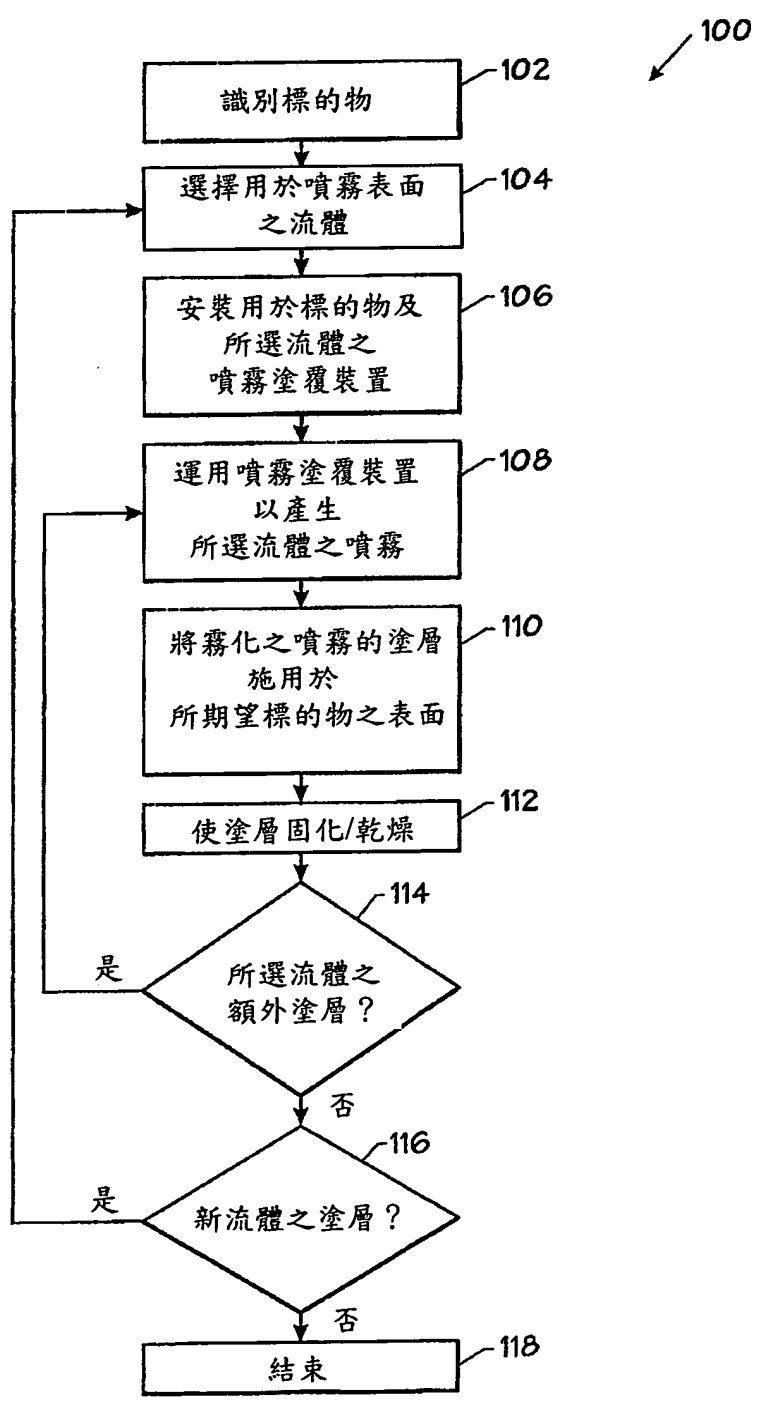 100
102
識別標的物
104
選擇用於噴霧表面
之流體
106
安裝用於標的物及
所選流體之
噴霧塗覆裝置
108
運用噴霧塗覆裝置
以產生
所選流體之噴霧
110
將霧化之噴霧的塗層
施用於
所期望標的物之表面
112
使塗層固化/乾燥
114
是
所選流體之
額外塗層？
否
116
是
新流體之塗層？
否
118
結束